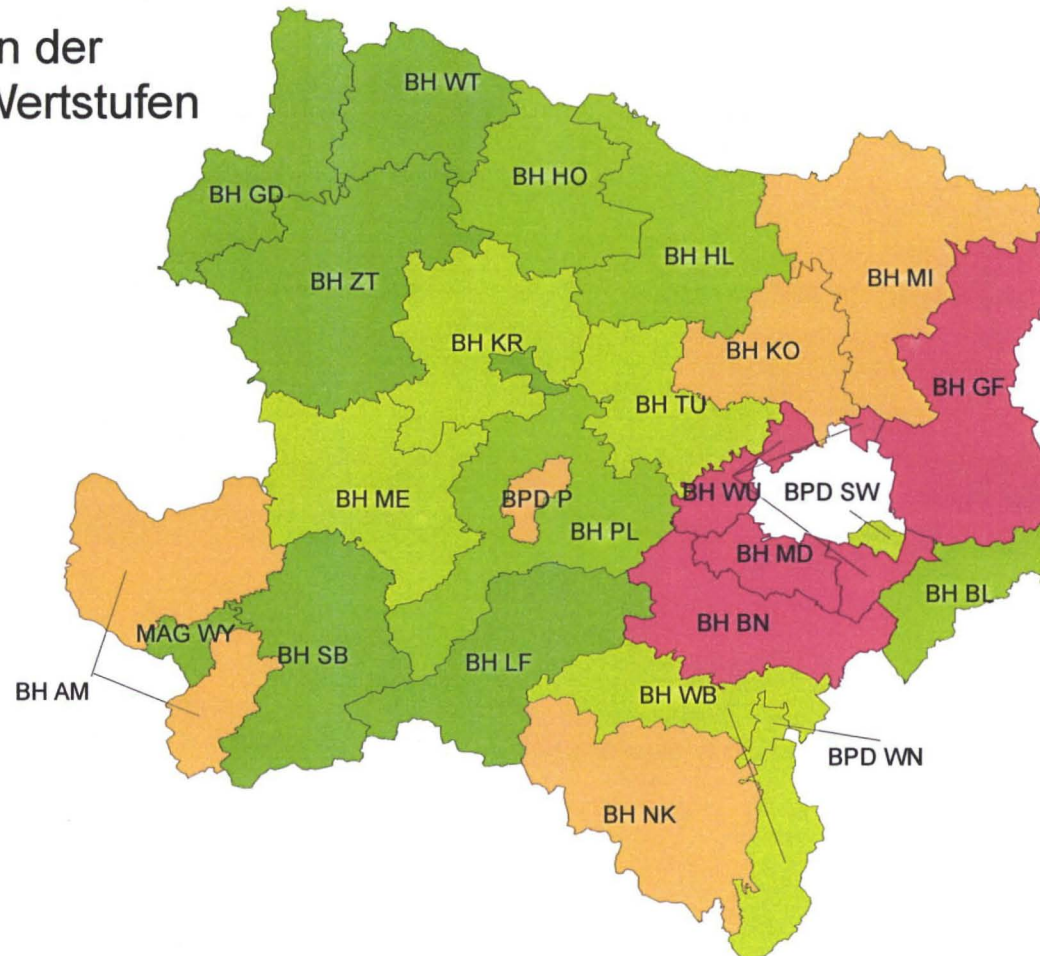 n der
Wertstufen
BH WT
BH GD
BH HO
BH HL
BH ZT
BH MI
BH KR
BH KO
BH GF
BH TU
BH ME
BPD P
BH WU
BPD SW
BH PL
BH MD
BH BL
MAG WY
BH BN
BH SB
BH LF
BH AM
BH WB
BPD WN
BH NK